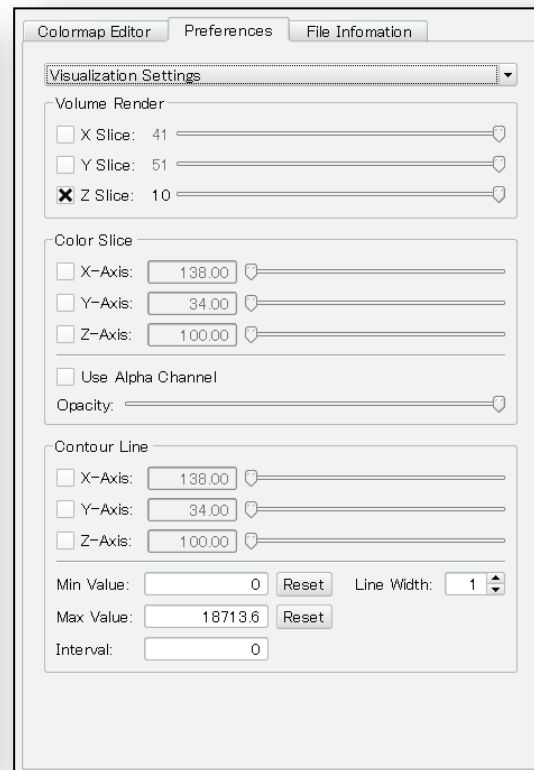 Colormap Editor Preferences File Infomation
Visualization Settings
Volume Render
X Slice: 41
Y Slice: 51
Z Slice: 10
Color Slice
X-Axis: 138.00
Y-Axis: 34.00
Z-Axis: 100.00
Use Alpha Channel
Opacity:
Contour Line
X-Axis: 138.00
Y-Axis: 34.00
Z-Axis: 100.00
Min Value: 0 Reset Line Width: 1
Max Value: 18713.6 Reset
Interval: 0